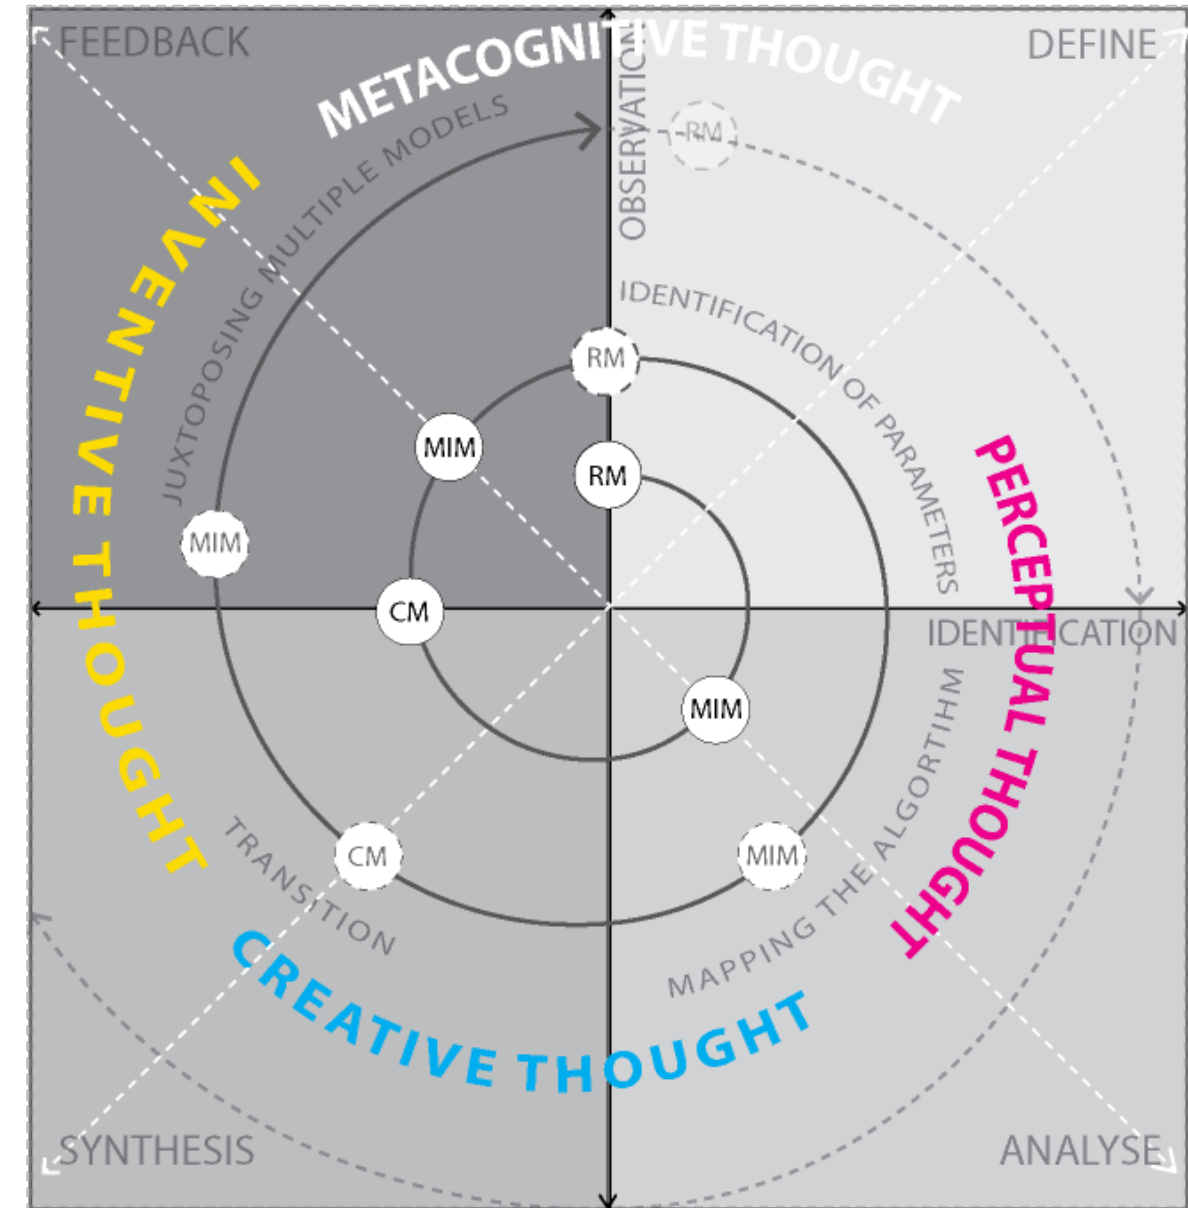 FEEDBACK
DEFINE
METACOGNITIVE THOUGHT
OBSERVATION
RM
JUXTOPOSING MULTIPLE MODELS
INVENTIVE THOUGHT
IDENTIFICATION OF PARAMETERS
RM
MIM
RM
PERCEPTUAL THOUGHT
MIM
CM
IDENTIFICATION
MIM
MAPPING THE ALGORTIHM
CM
MIM
TRANSITION
CREATIVE THOUGHT
SYNTHESIS
ANALYSE